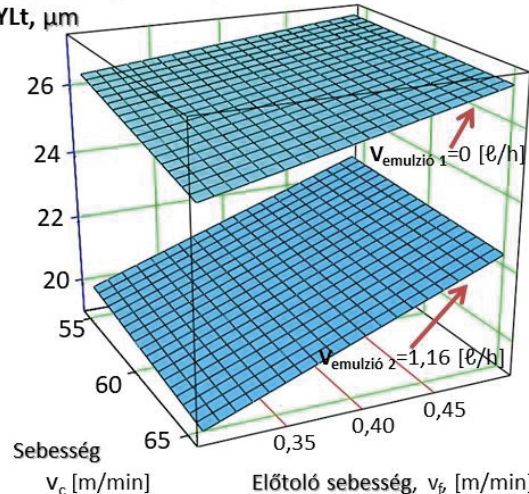 YLt, µm
26
24
22
20
55
60
65
0,35
0,40
0,45
Vemulzió 1=0 [ℓ/h]
Vemulzió 2=1,16 [ℓ/h]
Sebesség
vc [m/min]
Előtoló sebesség, vf, [m/min]